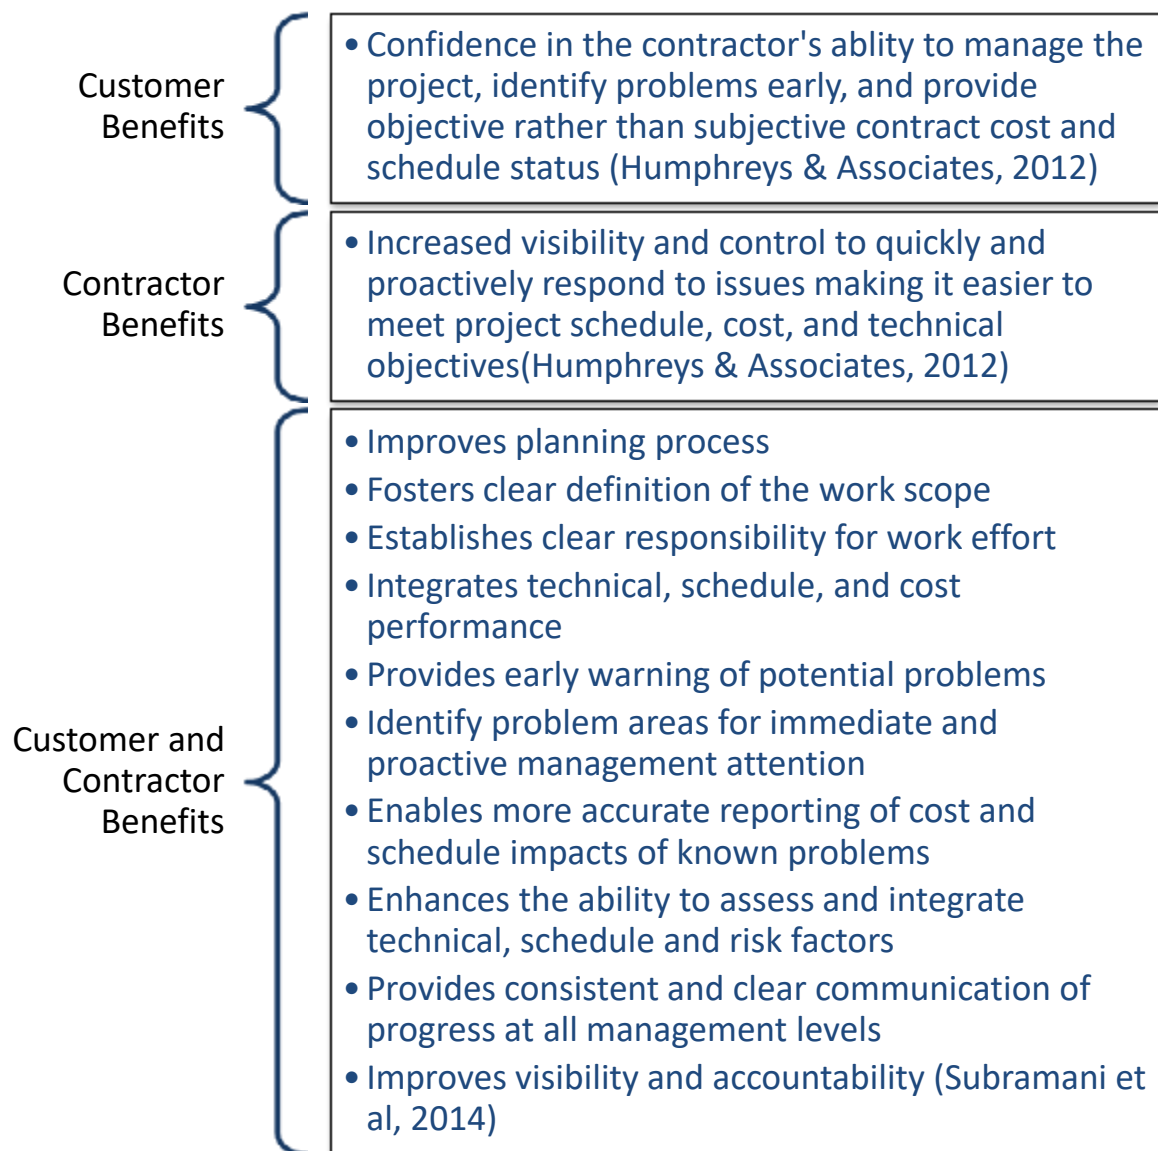 Customer
Benefits
• Confidence in the contractor's ablity to manage the
project, identify problems early, and provide
objective rather than subjective contract cost and
schedule status (Humphreys & Associates, 2012)
Contractor
Benefits
• Increased visibility and control to quickly and
proactively respond to issues making it easier to
meet project schedule, cost, and technical
objectives(Humphreys & Associates, 2012)
Customer and
Contractor
Benefits
• Improves planning process
• Fosters clear definition of the work scope
• Establishes clear responsibility for work effort
• Integrates technical, schedule, and cost
performance
• Provides early warning of potential problems
• Identify problem areas for immediate and
proactive management attention
• Enables more accurate reporting of cost and
schedule impacts of known problems
• Enhances the ability to assess and integrate
technical, schedule and risk factors
• Provides consistent and clear communication of
progress at all management levels
• Improves visibility and accountability (Subramani et
al, 2014)